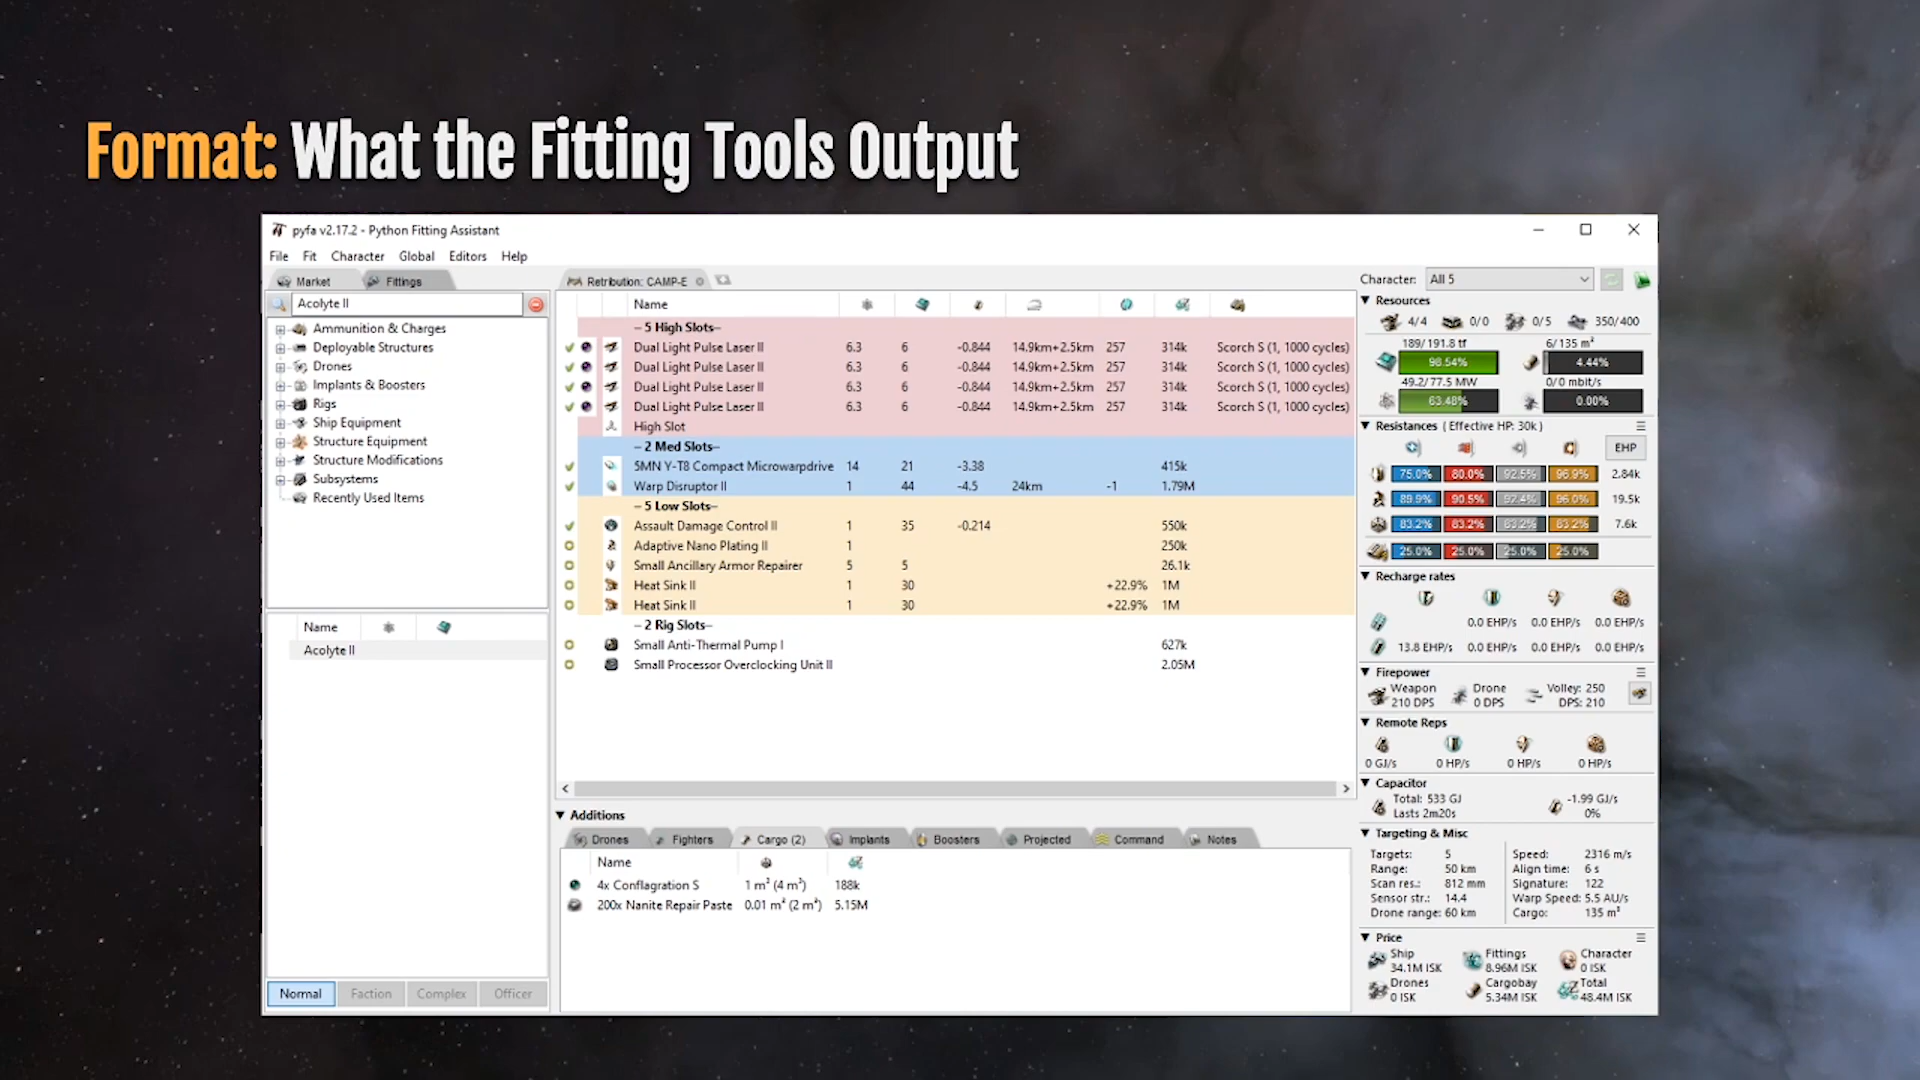 Format: What the Fitting Tools Output
pyfa v2.17.2 - Python Fitting Assistant
File Fit Character Global Editors Help
Market Fittings
Acolyte II
Ammunition & Charges
Deployable Structures
Drones
Implants & Boosters
Rigs
Ship Equipment
Structure Equipment
Structure Modifications
Subsystems
Recently Used Items
Name
Acolyte II
Normal Faction Complex Officer
Retribution: CAMP-E
Name
– 5 High Slots–
Dual Light Pulse Laser II 6.3 6 -0.844 14.9km+2.5km 257 314k Scorch S (1, 1000 cycles)
Dual Light Pulse Laser II 6.3 6 -0.844 14.9km+2.5km 257 314k Scorch S (1, 1000 cycles)
Dual Light Pulse Laser II 6.3 6 -0.844 14.9km+2.5km 257 314k Scorch S (1, 1000 cycles)
Dual Light Pulse Laser II 6.3 6 -0.844 14.9km+2.5km 257 314k Scorch S (1, 1000 cycles)
High Slot
– 2 Med Slots–
5MN Y-T8 Compact Microwarpdrive 14 21 -3.38 415k
Warp Disruptor II 1 44 -4.5 24km -1 1.79M
– 5 Low Slots–
Assault Damage Control II 1 35 -0.214 550k
Adaptive Nano Plating II 1 250k
Small Ancillary Armor Repairer 5 5 26.1k
Heat Sink II 1 30 +22.9% 1M
Heat Sink II 1 30 +22.9% 1M
– 2 Rig Slots–
Small Anti-Thermal Pump I 627k
Small Processor Overclocking Unit II 2.05M
Additions
Drones Fighters Cargo (2) Implants Boosters Projected Command Notes
Name
4x Conflagration S 1 m³ (4 m³) 188k
200x Nanite Repair Paste 0.01 m³ (2 m³) 5.15M
Character: All 5
Resources
4/4 0/0 0/5 350/400
189/191.8 tf 6/135 m³
98.54% 4.44%
49.2/77.5 MW 0/0 mbit/s
63.48% 0.00%
Resistances (Effective HP: 30k)
EHP
75.0% 80.0% 92.5% 96.9% 2.84k
89.9% 90.5% 92.4% 96.0% 19.5k
83.2% 83.2% 83.2% 83.2% 7.6k
25.0% 25.0% 25.0% 25.0%
Recharge rates
0.0 EHP/s 0.0 EHP/s 0.0 EHP/s
13.8 EHP/s 0.0 EHP/s 0.0 EHP/s 0.0 EHP/s
Firepower
Weapon Drone Volley: 250
210 DPS 0 DPS DPS: 210
Remote Reps
0 GJ/s 0 HP/s 0 HP/s 0 HP/s
Capacitor
Total: 533 GJ -1.99 GJ/s
Lasts 2m20s 0%
Targeting & Misc
Targets: 5 Speed: 2316 m/s
Range: 50 km Align time: 6 s
Scan res.: 812 mm Signature: 122
Sensor str.: 14.4 Warp Speed: 5.5 AU/s
Drone range: 60 km Cargo: 135 m³
Price
Ship Fittings Character
34.1M ISK 8.96M ISK 0 ISK
Drones Cargobay Total
0 ISK 5.34M ISK 48.4M ISK